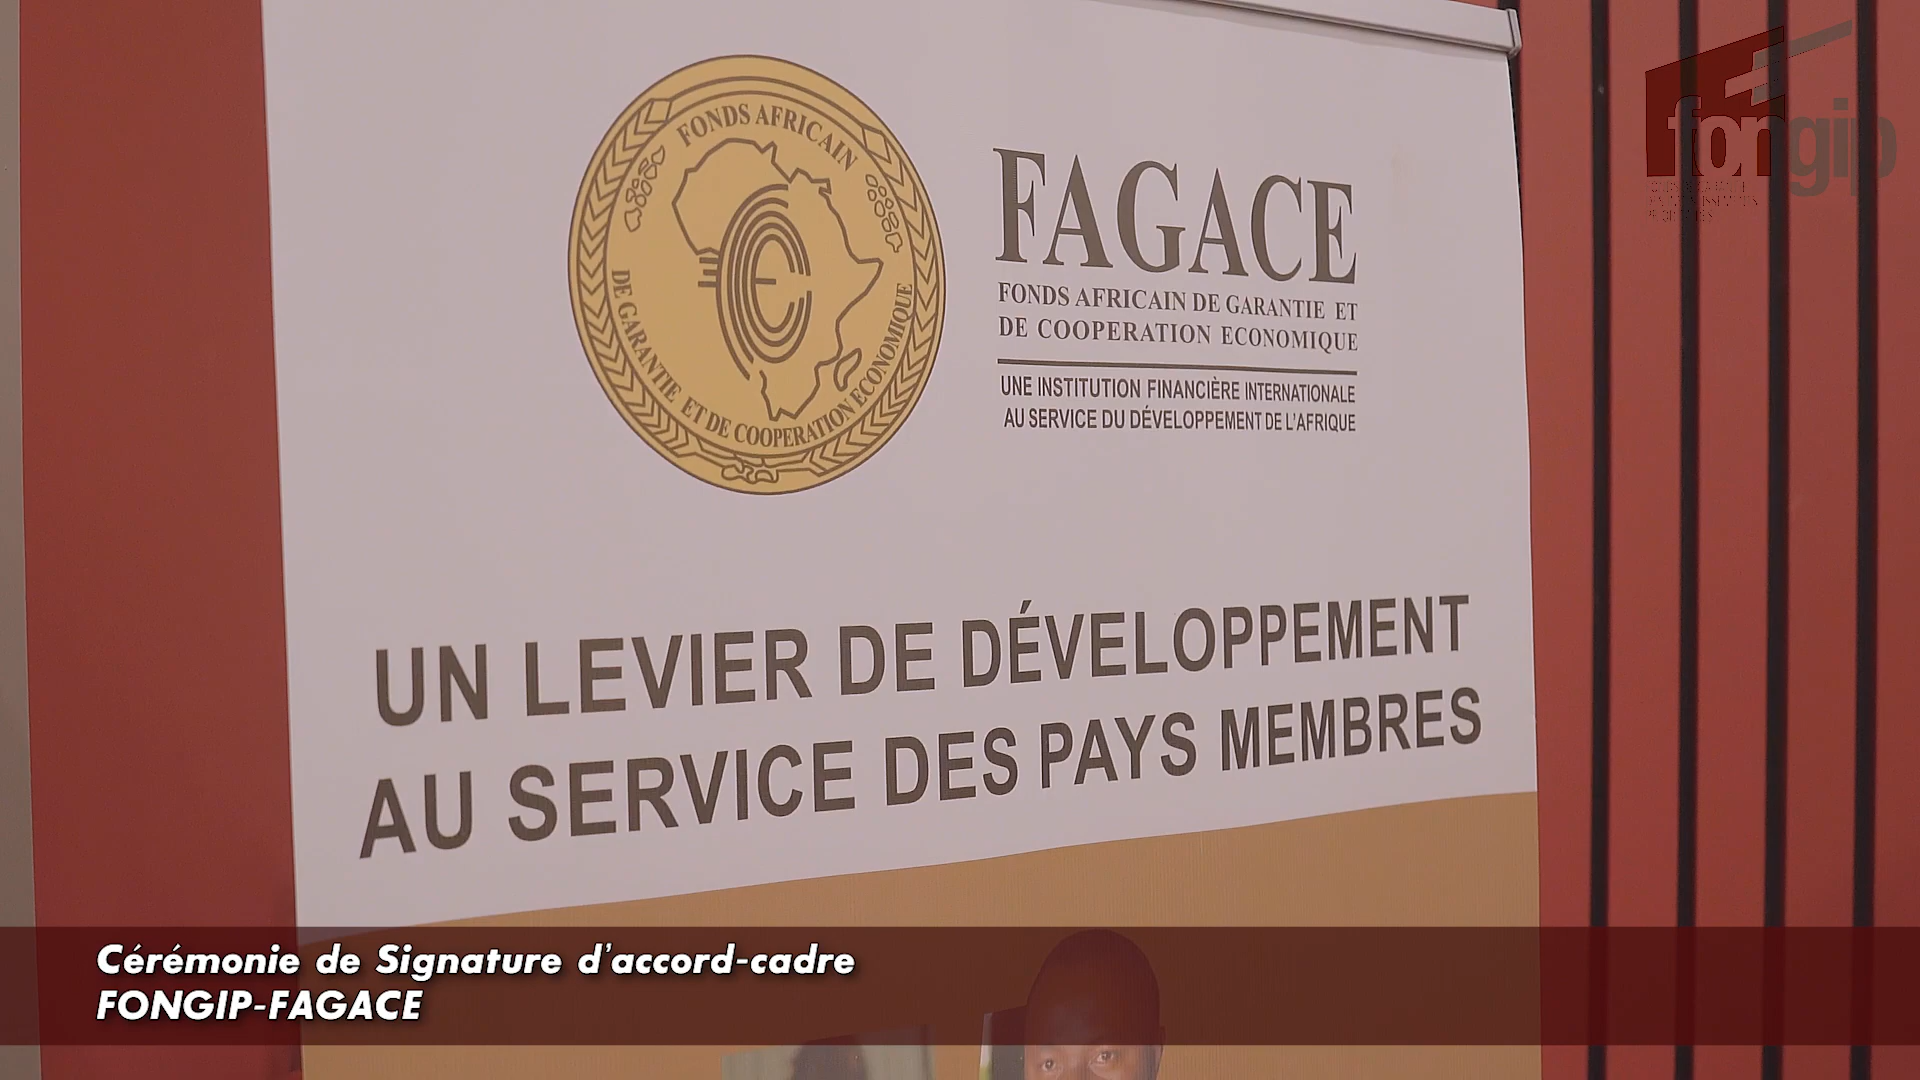 FONDS AFRICAIN
DE GARANTIE ET DE COOPERATION ECONOMIQUE
FAGACE
FONDS AFRICAIN DE GARANTIE ET
DE COOPERATION ECONOMIQUE
UNE INSTITUTION FINANCIÈRE INTERNATIONALE
AU SERVICE DU DÉVELOPPEMENT DE L'AFRIQUE
fongip
UN LEVIER DE DÉVELOPPEMENT
AU SERVICE DES PAYS MEMBRES
Cérémonie de Signature d'accord-cadre
FONGIP-FAGACE